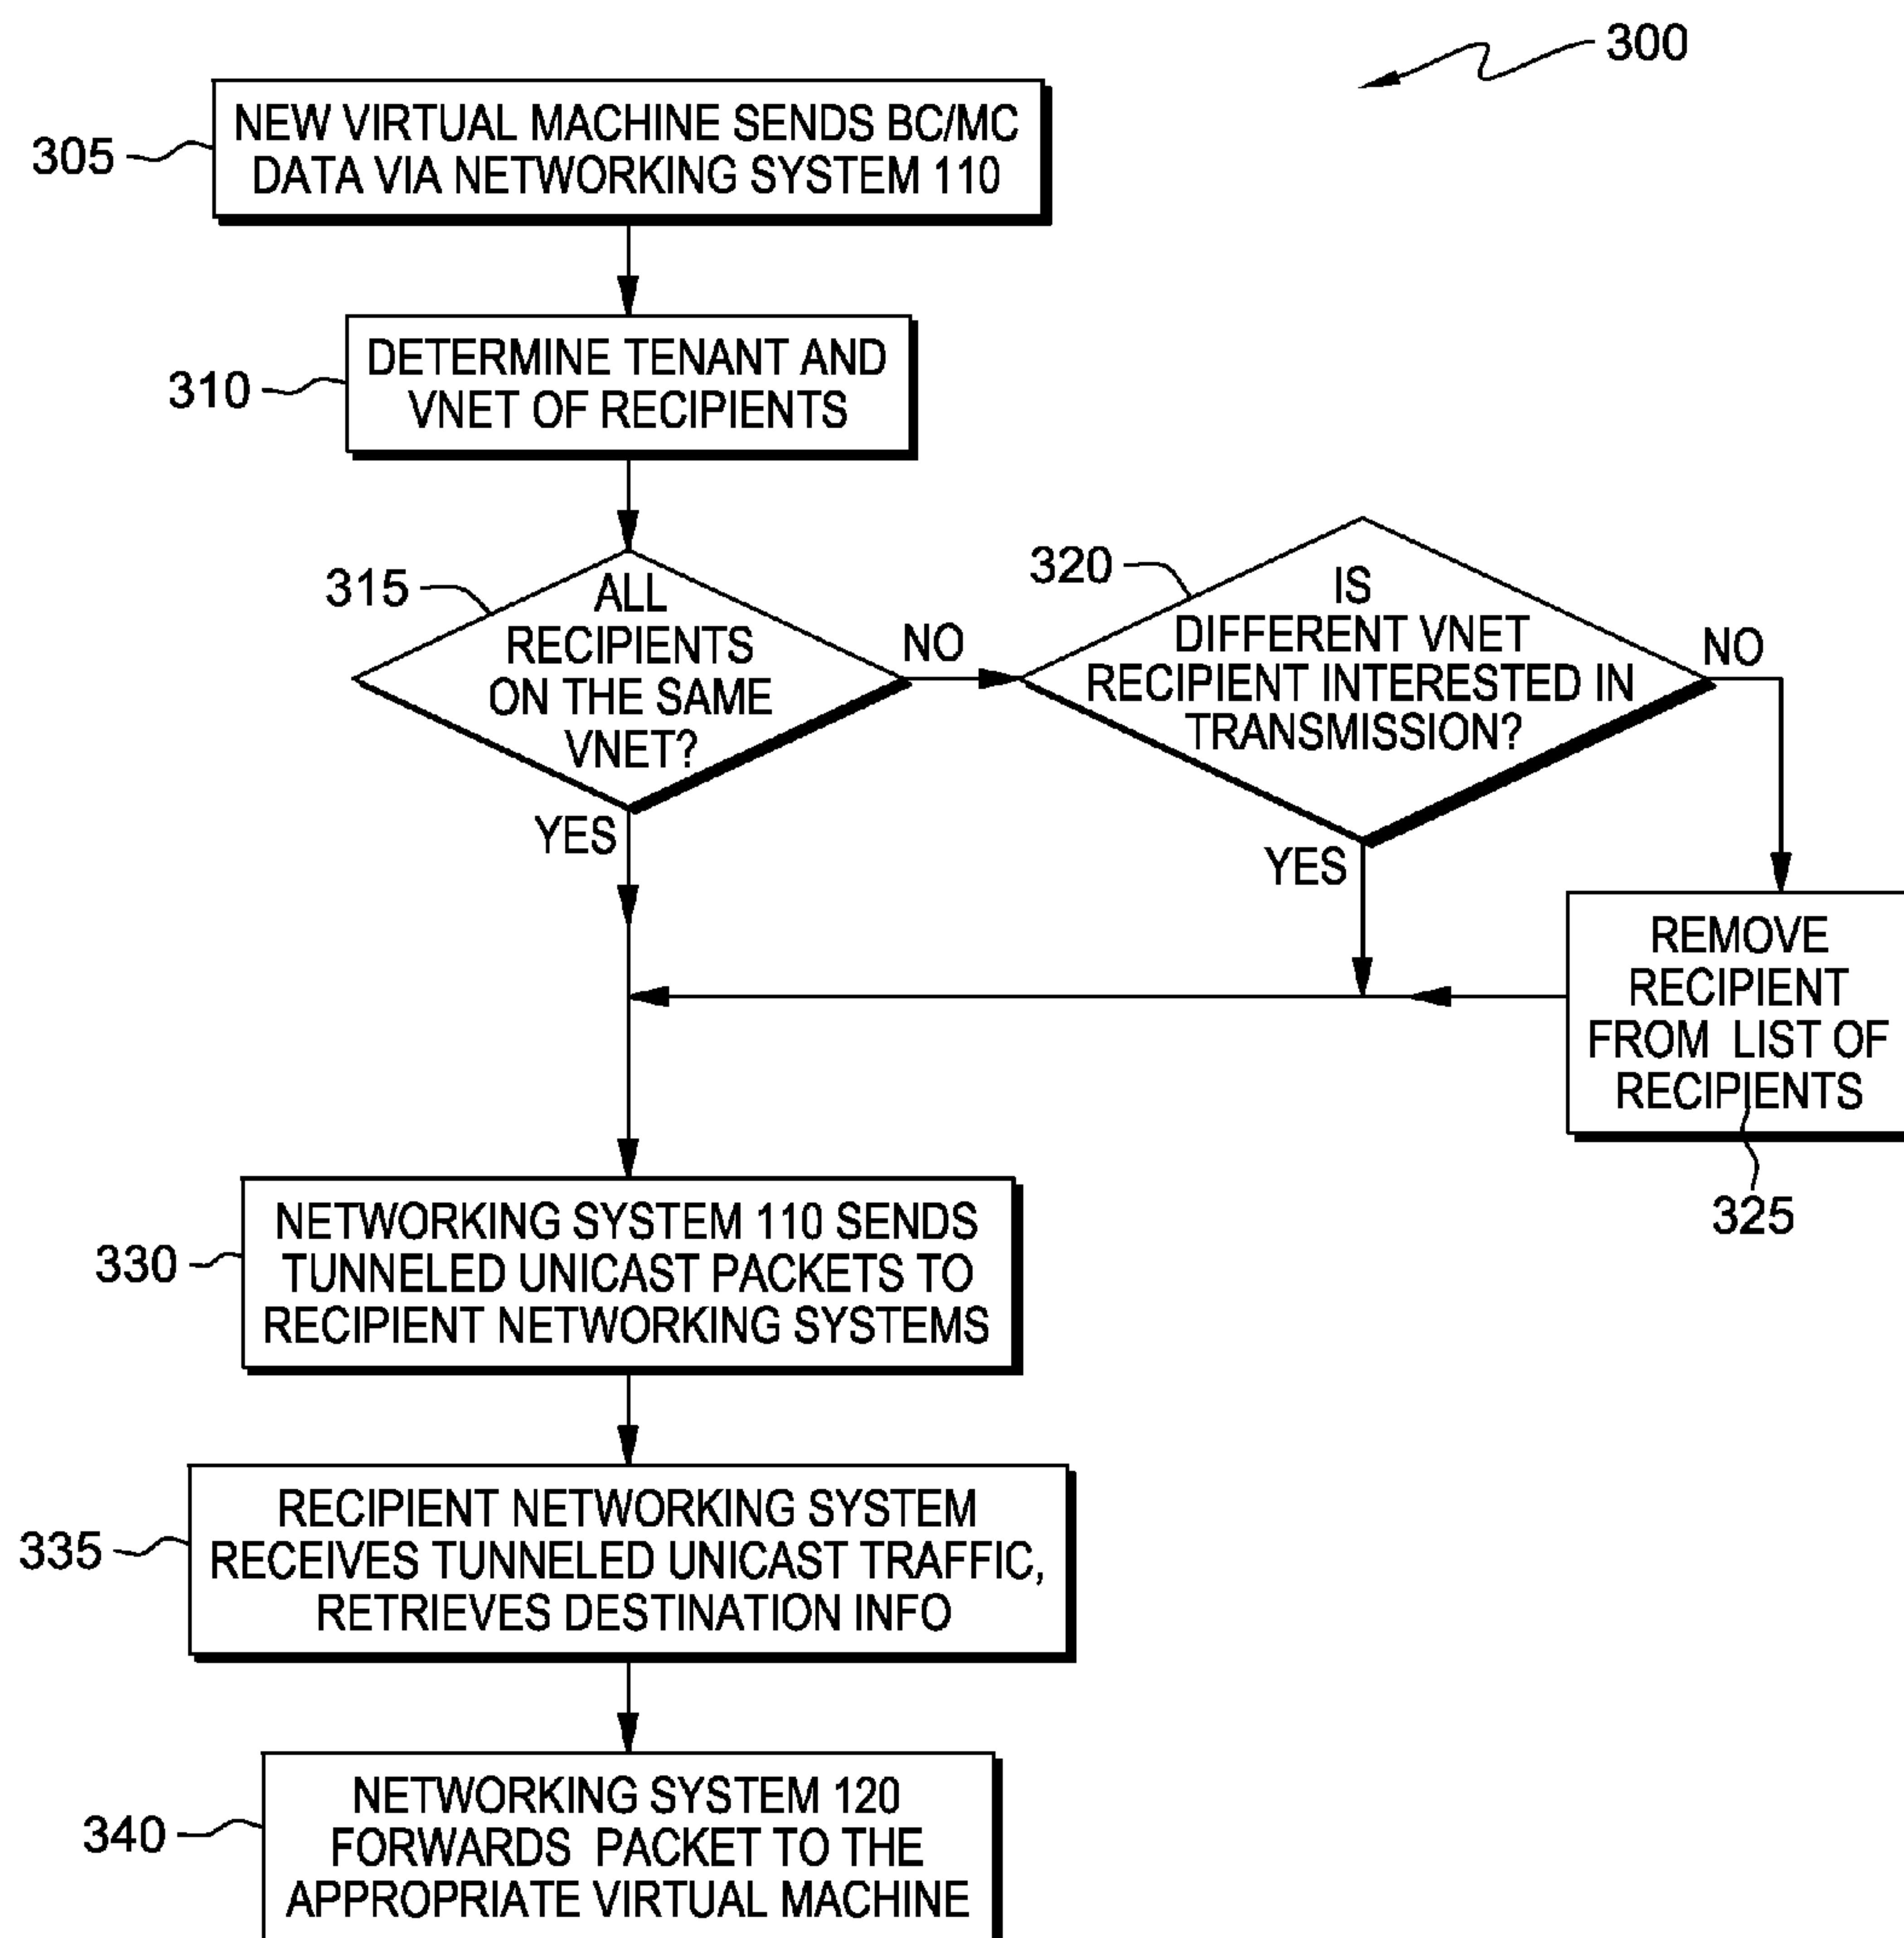 300
305
NEW VIRTUAL MACHINE SENDS BC/MC
DATA VIA NETWORKING SYSTEM 110
310
DETERMINE TENANT AND
VNET OF RECIPIENTS
315
ALL
RECIPIENTS
ON THE SAME
VNET?
NO
YES
320
IS
DIFFERENT VNET
RECIPIENT INTERESTED IN
TRANSMISSION?
NO
YES
REMOVE
RECIPIENT
FROM LIST OF
RECIPIENTS
325
330
NETWORKING SYSTEM 110 SENDS
TUNNELED UNICAST PACKETS TO
RECIPIENT NETWORKING SYSTEMS
335
RECIPIENT NETWORKING SYSTEM
RECEIVES TUNNELED UNICAST TRAFFIC,
RETRIEVES DESTINATION INFO
340
NETWORKING SYSTEM 120
FORWARDS PACKET TO THE
APPROPRIATE VIRTUAL MACHINE